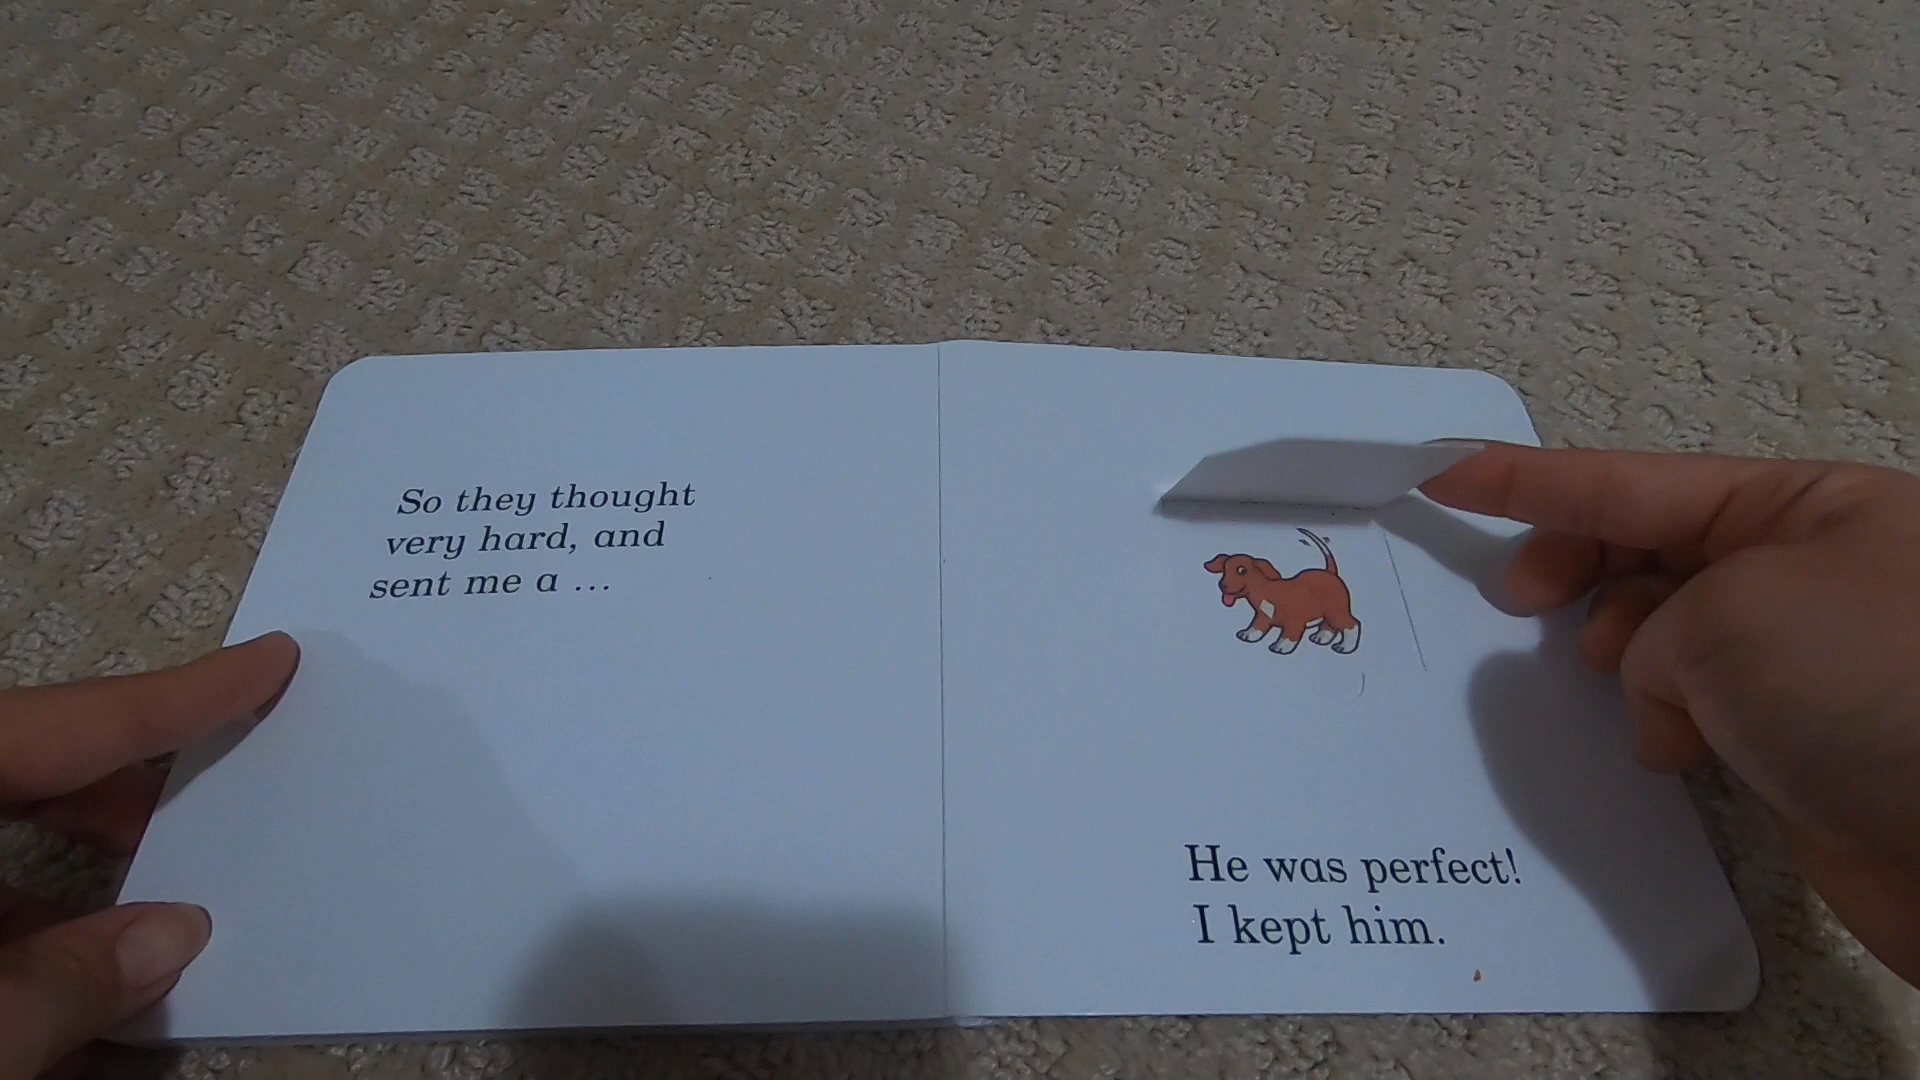 So they thought
very hard, and
sent me a ...
He was perfect!
I kept him.